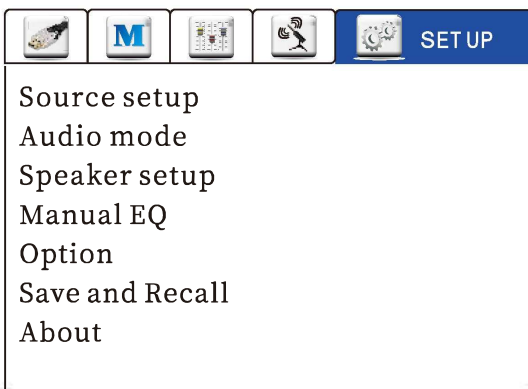 M
SETUP
Source setup
Audio mode
Speaker setup
Manual EQ
Option
Save and Recall
About